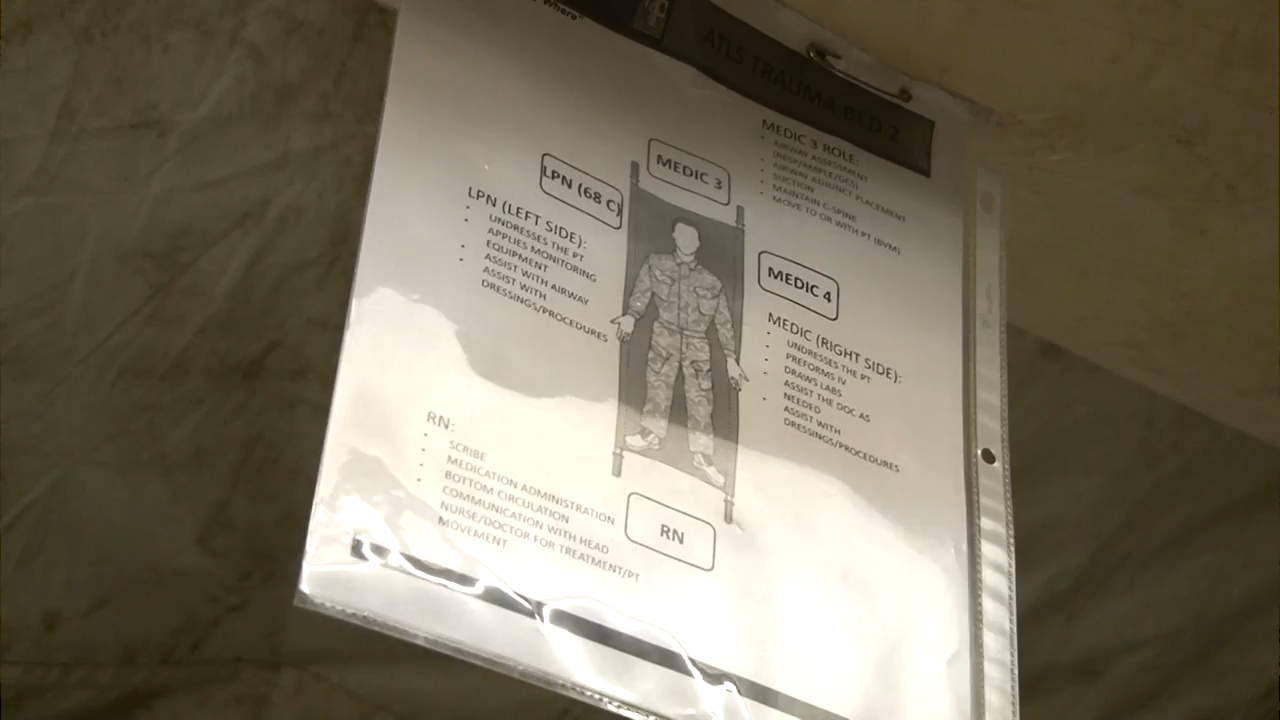 Where"
ATLS TRAUMA BED 2
MEDIC 3 ROLE:
AIRWAY ASSESSMENT
(RESP/AMPLE/GCS)
AIRWAY ADJUNCT PLACEMENT
SUCTION
MAINTAIN C-SPINE
MOVE TO OR WITH PT (BVM)
MEDIC 3
LPN (68 C)
LPN (LEFT SIDE):
UNDRESSES THE PT
APPLIES MONITORING
EQUIPMENT
ASSIST WITH AIRWAY
ASSIST WITH
DRESSINGS/PROCEDURES
MEDIC 4
MEDIC (RIGHT SIDE):
UNDRESSES THE PT
PREFORMS IV
DRAWS LABS
ASSIST THE DOC AS
NEEDED
ASSIST WITH
DRESSINGS/PROCEDURES
RN:
SCRIBE
MEDICATION ADMINISTRATION
BOTTOM CIRCULATION
COMMUNICATION WITH HEAD
NURSE/DOCTOR FOR TREATMENT/PT
MOVEMENT
RN